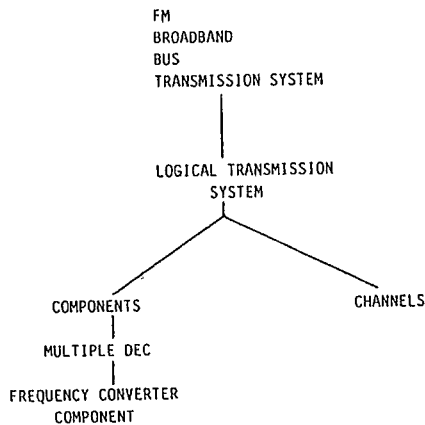 FM
BROADBAND
BUS
TRANSMISSION SYSTEM
LOGICAL TRANSMISSION
SYSTEM
COMPONENTS
CHANNELS
MULTIPLE DEC
FREQUENCY CONVERTER
COMPONENT